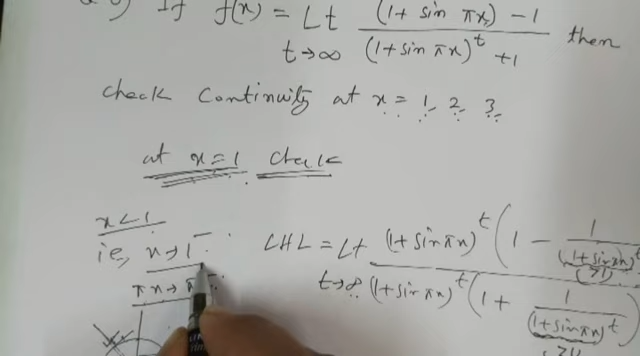 If f(x) = Lt t→∞ (1+ sin πx) - 1 / (1+sin πx)^t + 1 then
check Continuity at x = 1, 2, 3
at x = 1 check
x < 1
ie, x → 1⁻
πx → π⁻
LHL = Lt t→∞ (1+sin πx)^t (1 - 1 / (1+sin πx)^t / (1+sin πx)^t (1 + 1 / (1+sin πx)^t